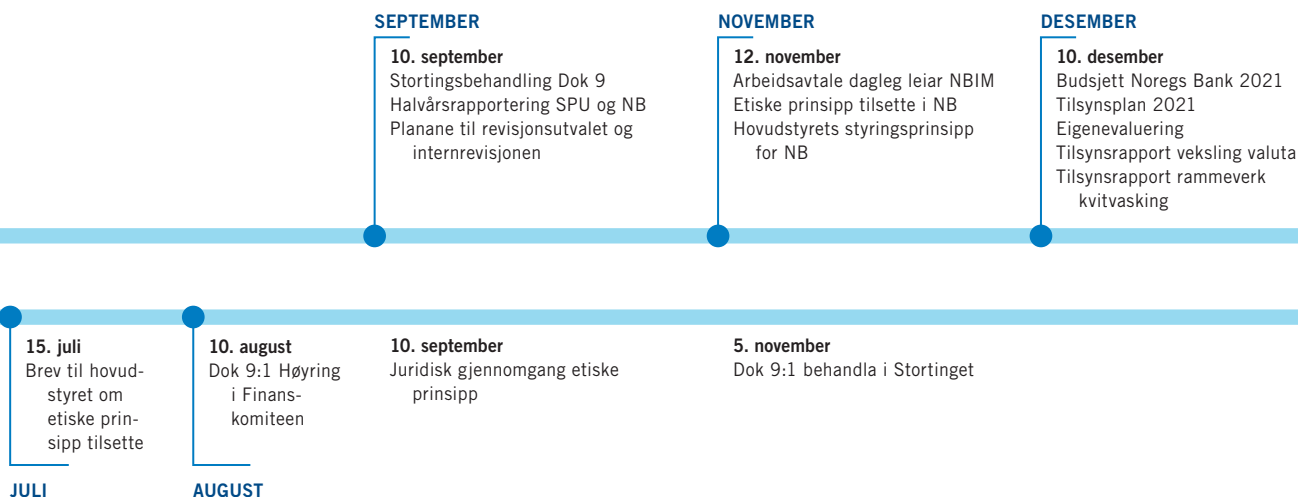 SEPTEMBER
10. september
Stortingsbehandling Dok 9
Halvårsrapportering SPU og NB
Planane til revisjonsutvalet og
internrevisjonen
NOVEMBER
12. november
Arbeidsavtale dagleg leiar NBIM
Etiske prinsipp tilsette i NB
Hovudstyrets styringsprinsipp
for NB
DESEMBER
10. desember
Budsjett Noregs Bank 2021
Tilsynsplan 2021
Eigenevaluering
Tilsynsrapport veksling valuta
Tilsynsrapport rammeverk
kvitvasking
15. juli
Brev til hovud-
styret om
etiske prin-
sipp tilsette
JULI
10. august
Dok 9:1 Høyring
i Finans-
komiteen
AUGUST
10. september
Juridisk gjennomgang etiske
prinsipp
5. november
Dok 9:1 behandla i Stortinget